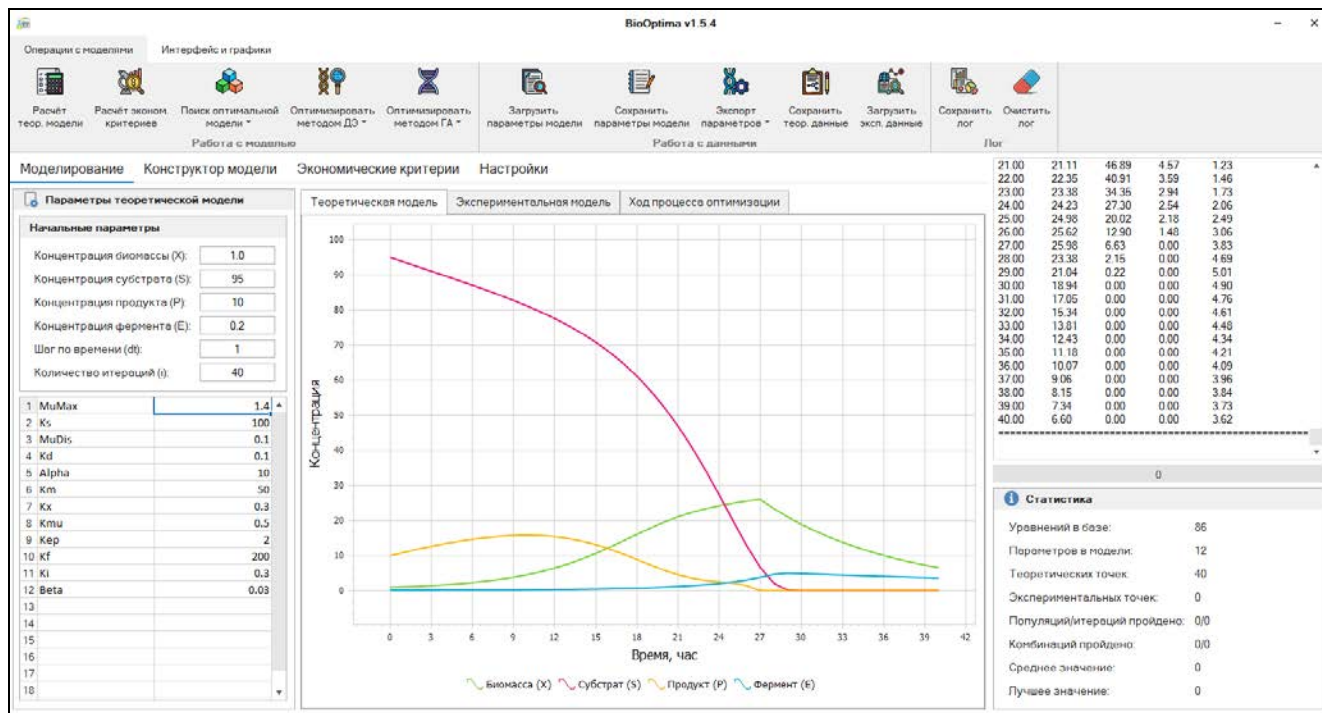 BioOptima v1.5.4
Операции с моделями Интерфейс и графики
Расчёт теор. модели
Расчёт эконом. критериев
Поиск оптимальной модели
Оптимизировать методом ДЭ
Оптимизировать методом ГА
Загрузить параметры модели
Сохранить параметры модели
Экспорт параметров
Сохранить теор. данные
Загрузить эксп. данные
Сохранить лог
Очистить лог
Работа с моделью Работа с данными Лог
Моделирование Конструктор модели Экономические критерии Настройки
Параметры теоретической модели
Начальные параметры
Концентрация биомассы (X): 1.0
Концентрация субстрата (S): 95
Концентрация продукта (P): 10
Концентрация фермента (E): 0.2
Шаг по времени (dt): 1
Количество итераций (i): 40
1 MuMax 1.4
2 Ks 100
3 MuDis 0.1
4 Kd 0.1
5 Alpha 10
6 Km 50
7 Kx 0.3
8 Kmu 0.5
9 Kep 2
10 Kf 200
11 Ki 0.3
12 Beta 0.03
13
14
15
16
17
18
Теоретическая модель Экспериментальная модель Ход процесса оптимизации
Концентрация
100
90
80
70
60
50
40
30
20
10
0
0 3 6 9 12 15 18 21 24 27 30 33 36 39 42
Время, час
Биомасса (X) Субстрат (S) Продукт (P) Фермент (E)
21.00 21.11 46.89 4.57 1.23
22.00 22.35 40.91 3.59 1.46
23.00 23.38 34.35 2.94 1.73
24.00 24.23 27.30 2.54 2.06
25.00 24.98 20.02 2.18 2.49
26.00 25.62 12.90 1.48 3.06
27.00 25.98 6.63 0.00 3.83
28.00 23.38 2.15 0.00 4.69
29.00 21.04 0.22 0.00 5.01
30.00 18.94 0.00 0.00 4.90
31.00 17.05 0.00 0.00 4.76
32.00 15.34 0.00 0.00 4.61
33.00 13.81 0.00 0.00 4.48
34.00 12.43 0.00 0.00 4.34
35.00 11.18 0.00 0.00 4.21
36.00 10.07 0.00 0.00 4.09
37.00 9.06 0.00 0.00 3.96
38.00 8.15 0.00 0.00 3.84
39.00 7.34 0.00 0.00 3.73
40.00 6.60 0.00 0.00 3.62
0
Статистика
Уравнений в базе: 86
Параметров в модели: 12
Теоретических точек: 40
Экспериментальных точек: 0
Популяций/итераций пройдено: 0/0
Комбинаций пройдено: 0/0
Среднее значение: 0
Лучшее значение: 0